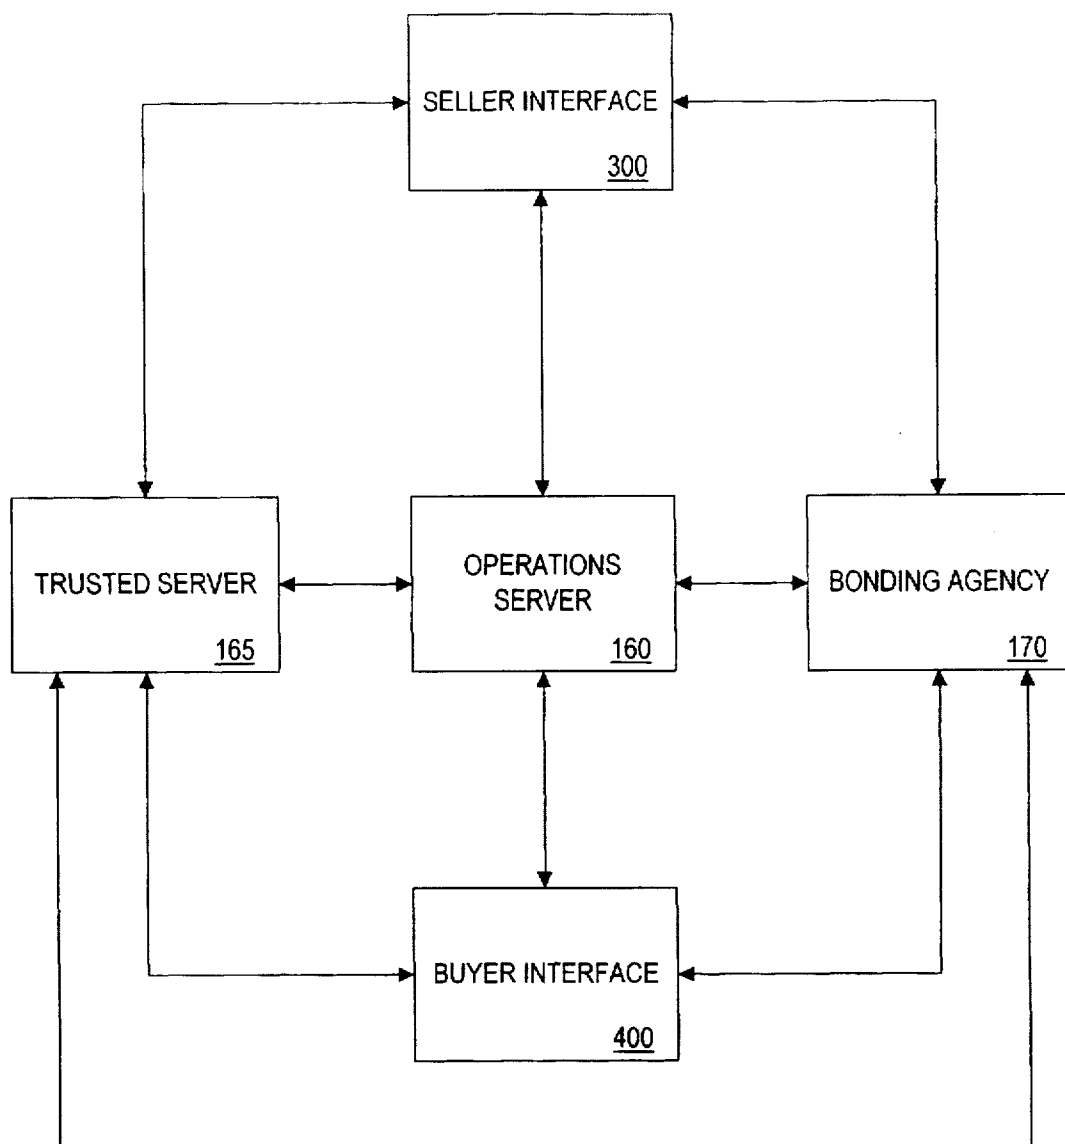 SELLER INTERFACE
300
TRUSTED SERVER
165
OPERATIONS
SERVER
160
BONDING AGENCY
170
BUYER INTERFACE
400